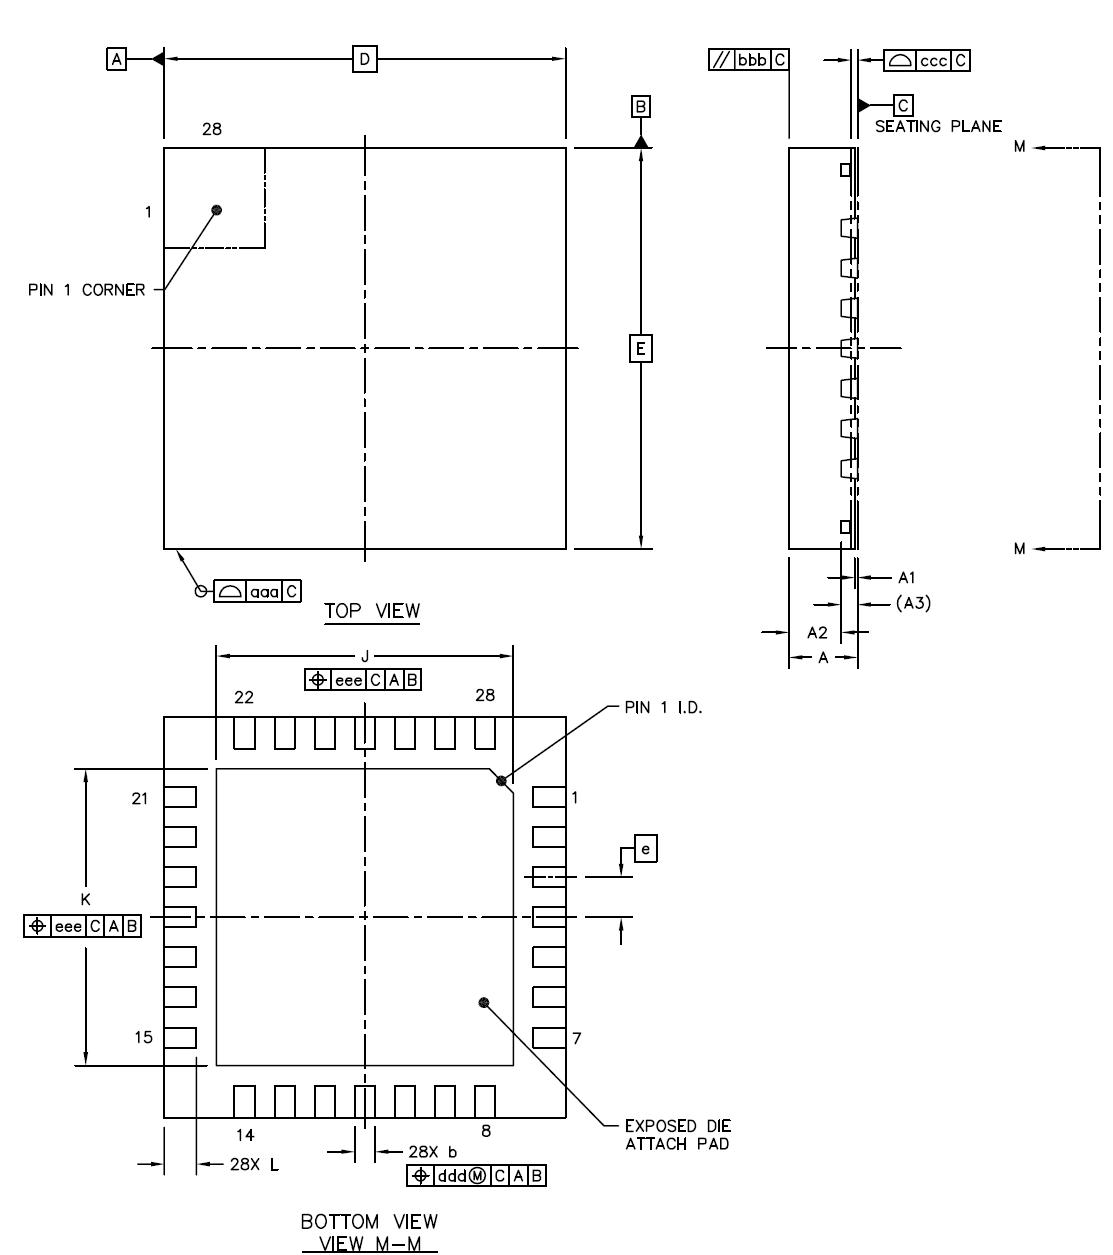 A
D
// bbb C
ccc C
B
C
SEATING PLANE
28
M
1
PIN 1 CORNER
E
M
A1
aaa C
(A3)
TOP VIEW
A2
J
A
eee C A B
22
28
PIN 1 I.D.
21
1
e
K
eee C A B
15
7
EXPOSED DIE
ATTACH PAD
14
8
28X b
28X L
ddd Ⓜ C A B
BOTTOM VIEW
VIEW M–M